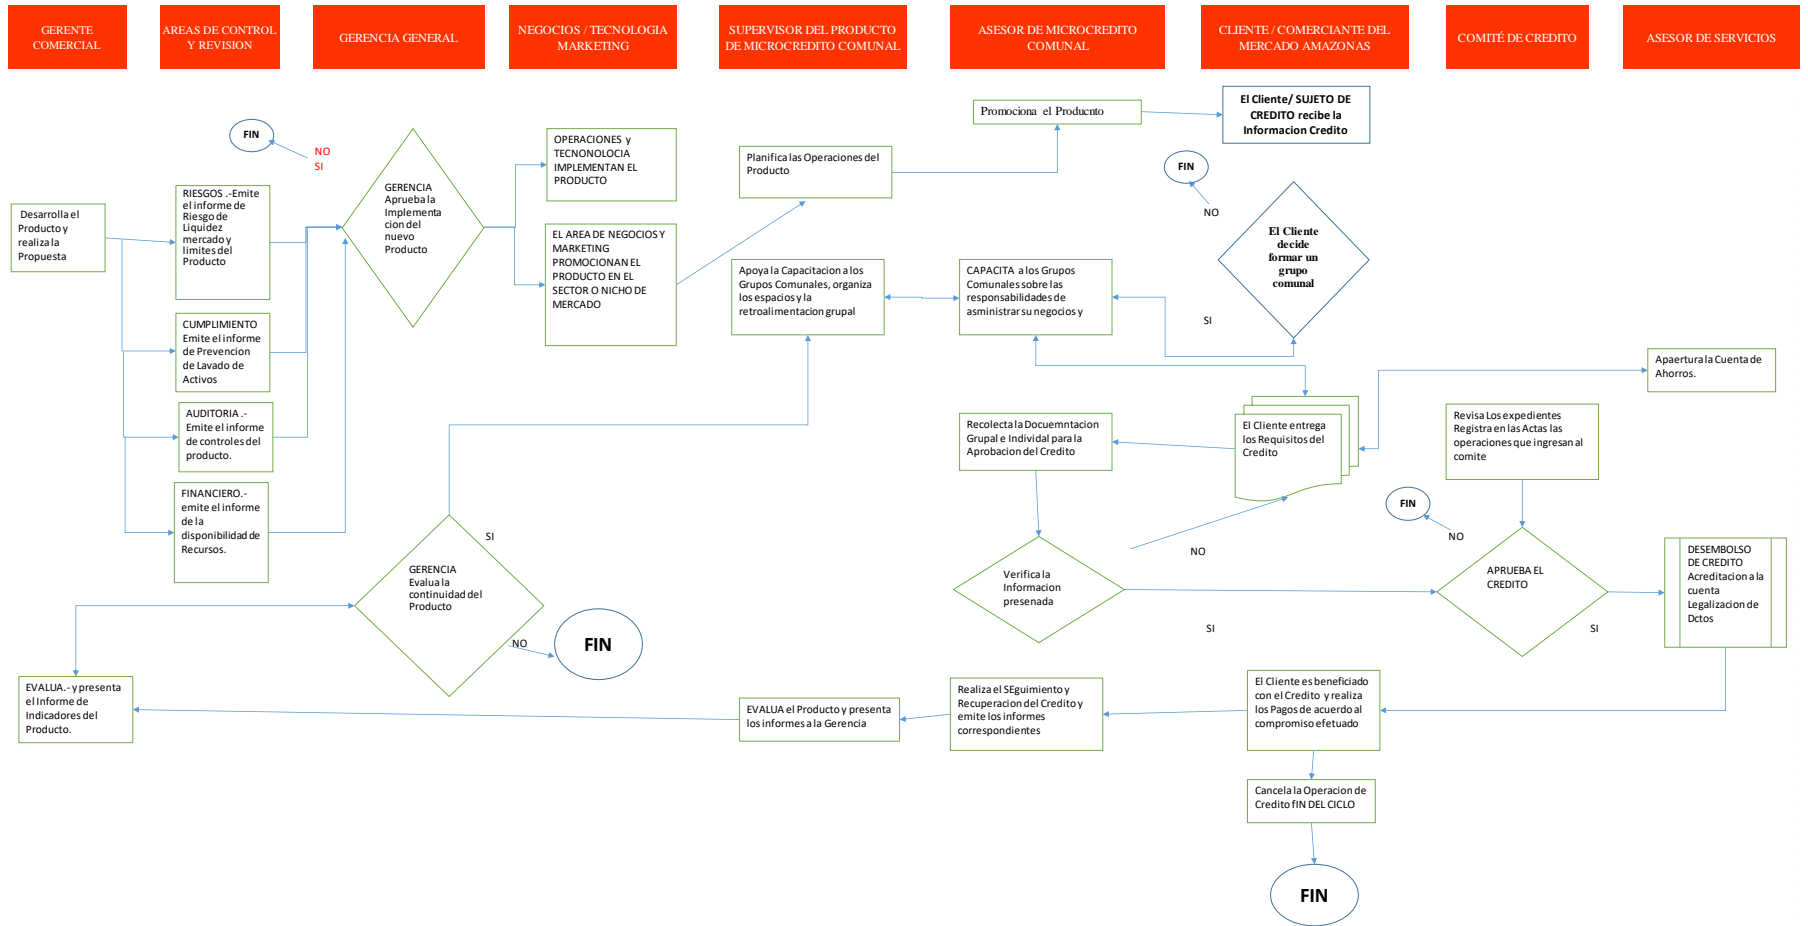 GERENTE
COMERCIAL
AREAS DE CONTROL
Y REVISION
GERENCIA GENERAL
NEGOCIOS / TECNOLOGIA
MARKETING
SUPERVISOR DEL PRODUCTO
DE MICROCREDITO COMUNAL
ASESOR DE MICROCREDITO
COMUNAL
CLIENTE / COMERCIANTE DEL
MERCADO AMAZONAS
COMITÉ DE CREDITO
ASESOR DE SERVICIOS
Promociona el Producnto
El Cliente/ SUJETO DE
CREDITO recibe la
Informacion Credito
FIN
NO
SI
OPERACIONES y
TECNONOLOCIA
IMPLEMENTAN EL
PRODUCTO
Planifica las Operaciones del
Producto
FIN
NO
Desarrolla el
Producto y
realiza la
Propuesta
RIESGOS .-Emite
el informe de
Riesgo de
Liquidez
mercado y
limites del
Producto
GERENCIA
Aprueba la
Implementa
cion del
nuevo
Producto
EL AREA DE NEGOCIOS Y
MARKETING
PROMOCIONAN EL
PRODUCTO EN EL
SECTOR O NICHO DE
MERCADO
Apoya la Capacitacion a los
Grupos Comunales, organiza
los espacios y la
retroalimentacion grupal
CAPACITA a los Grupos
Comunales sobre las
responsabilidades de
asministrar su negocios y
El Cliente
decide
formar un
grupo
comunal
SI
CUMPLIMIENTO
Emite el informe
de Prevencion
de Lavado de
Activos
Apaertura la Cuenta de
Ahorros.
AUDITORIA .-
Emite el informe
de controles del
producto.
Recolecta la Docuemntacion
Grupal e Individal para la
Aprobacion del Credito
El Cliente entrega
los Requisitos del
Credito
Revisa Los expedientes
Registra en las Actas las
operaciones que ingresan al
comite
FINANCIERO.-
emite el informe
de la
disponibilidad de
Recursos.
FIN
NO
SI
GERENCIA
Evalua la
continuidad del
Producto
NO
FIN
Verifica la
Informacion
presenada
NO
SI
APRUEBA EL
CREDITO
SI
DESEMBOLSO
DE CREDITO
Acreditacion a la
cuenta
Legalizacion de
Dctos
EVALUA.- y presenta
el Informe de
Indicadores del
Producto.
EVALUA el Producto y presenta
los informes a la Gerencia
Realiza el SEguimiento y
Recuperacion del Credito y
emite los informes
correspondientes
El Cliente es beneficiado
con el Credito y realiza
los Pagos de acuerdo al
compromiso efetuado
Cancela la Operacion de
Credito fIN DEL CICLO
FIN